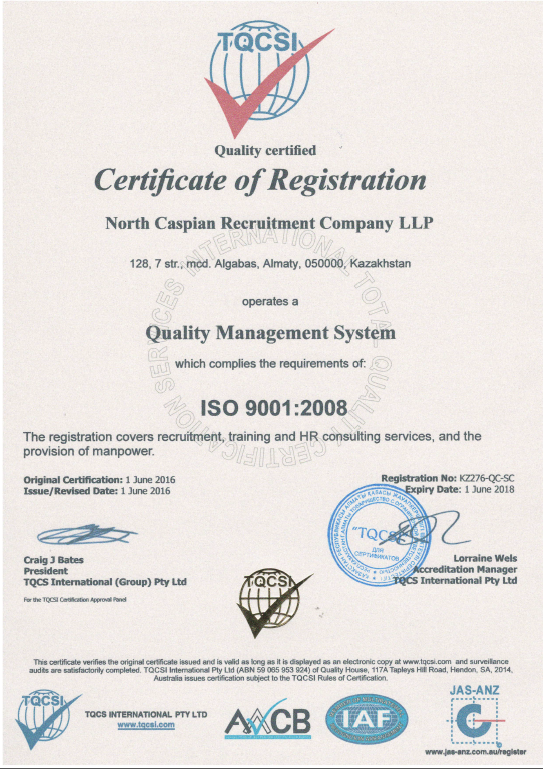 TQCSI
Quality certified
Certificate of Registration
North Caspian Recruitment Company LLP
128, 7 str., mcd. Algabas, Almaty, 050000, Kazakhstan
operates a
Quality Management System
which complies the requirements of:
ISO 9001:2008
The registration covers recruitment, training and HR consulting services, and the
provision of manpower.
TOTAL QUALITY CERTIFICATION SERVICES INTERNATIONAL
Original Certification: 1 June 2016
Issue/Revised Date: 1 June 2016
Registration No: KZ276-QC-SC
Expiry Date: 1 June 2018
"TQCSI
ДЛЯ
СЕРТИФИКАТОВ
Craig J Bates
President
TQCS International (Group) Pty Ltd
For the TQCSI Certification Approval Panel
Lorraine Wels
Accreditation Manager
TQCS International Pty Ltd
TQCSI
This certificate verifies the original certificate issued and is valid as long as it is displayed as an electronic copy at www.tqcsi.com and surveillance
audits are satisfactorily completed. TQCS International Pty Ltd (ABN 59 065 953 924) of Quality House, 117A Tapleys Hill Road, Hendon, SA, 2014,
Australia issues certification subject to the TQCSI Rules of Certification.
TQCSI
TQCS INTERNATIONAL PTY LTD
www.tqcsi.com
AACB
IAF
JAS-ANZ
C
www.jas-anz.com.au/register